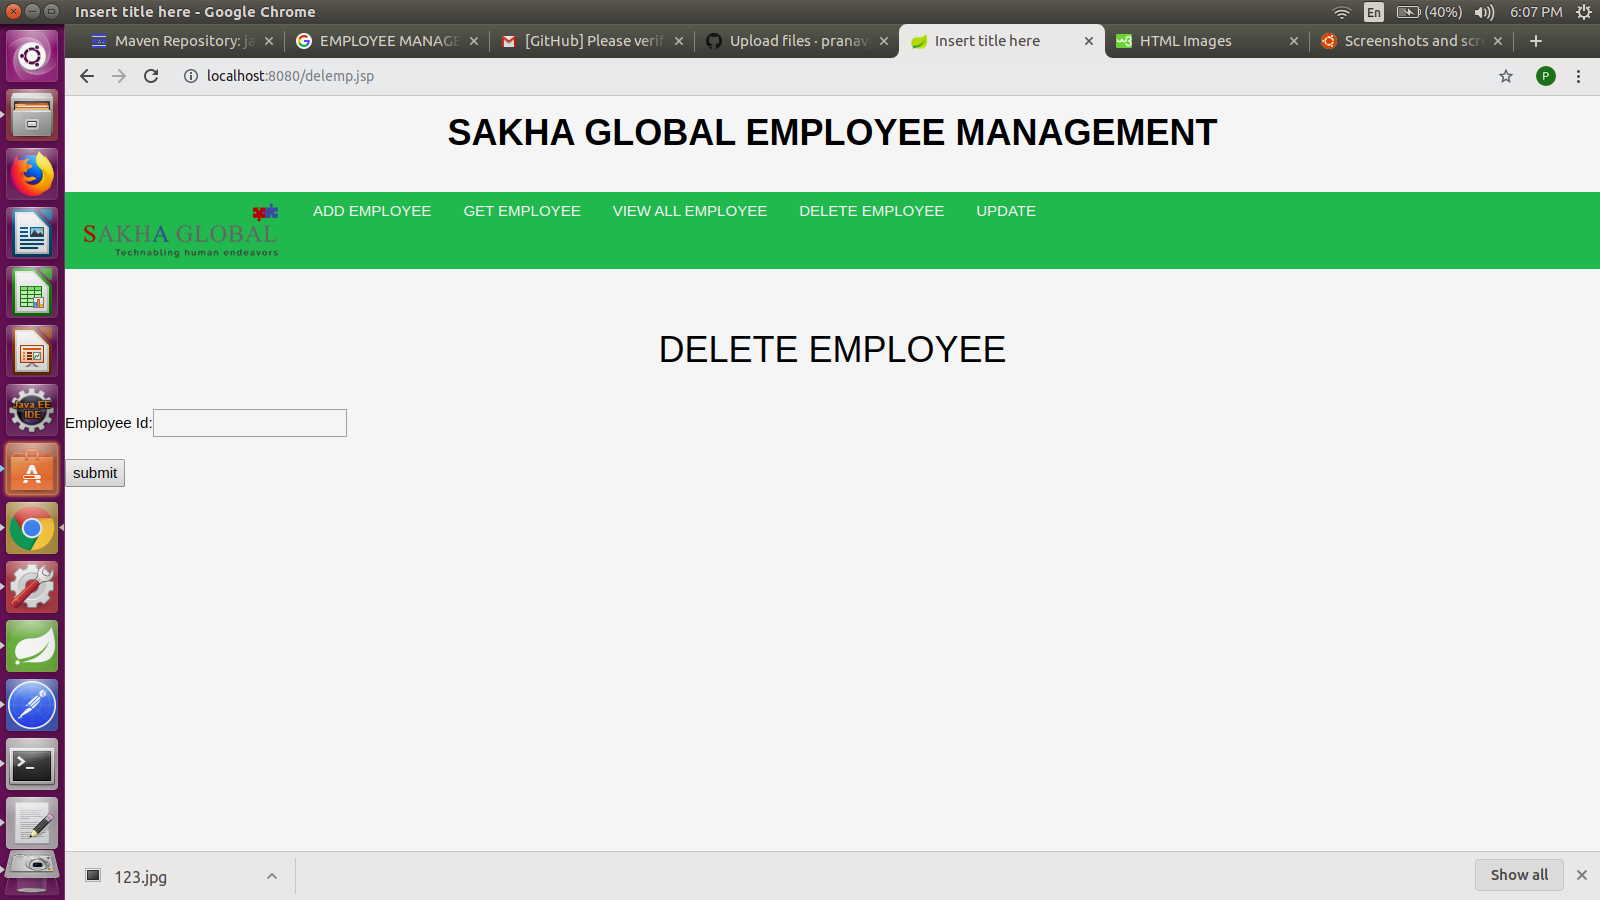 Insert title here - Google Chrome
En (40%) 6:07 PM
Maven Repository: ja
EMPLOYEE MANAGE
[GitHub] Please verif
Upload files · pranav
Insert title here
HTML Images
Screenshots and scr
localhost:8080/delemp.jsp
P
SAKHA GLOBAL EMPLOYEE MANAGEMENT
SAKHA GLOBAL
Technabling human endeavors
ADD EMPLOYEE GET EMPLOYEE VIEW ALL EMPLOYEE DELETE EMPLOYEE UPDATE
DELETE EMPLOYEE
Employee Id:
submit
Java EE
IDE
123.jpg
Show all